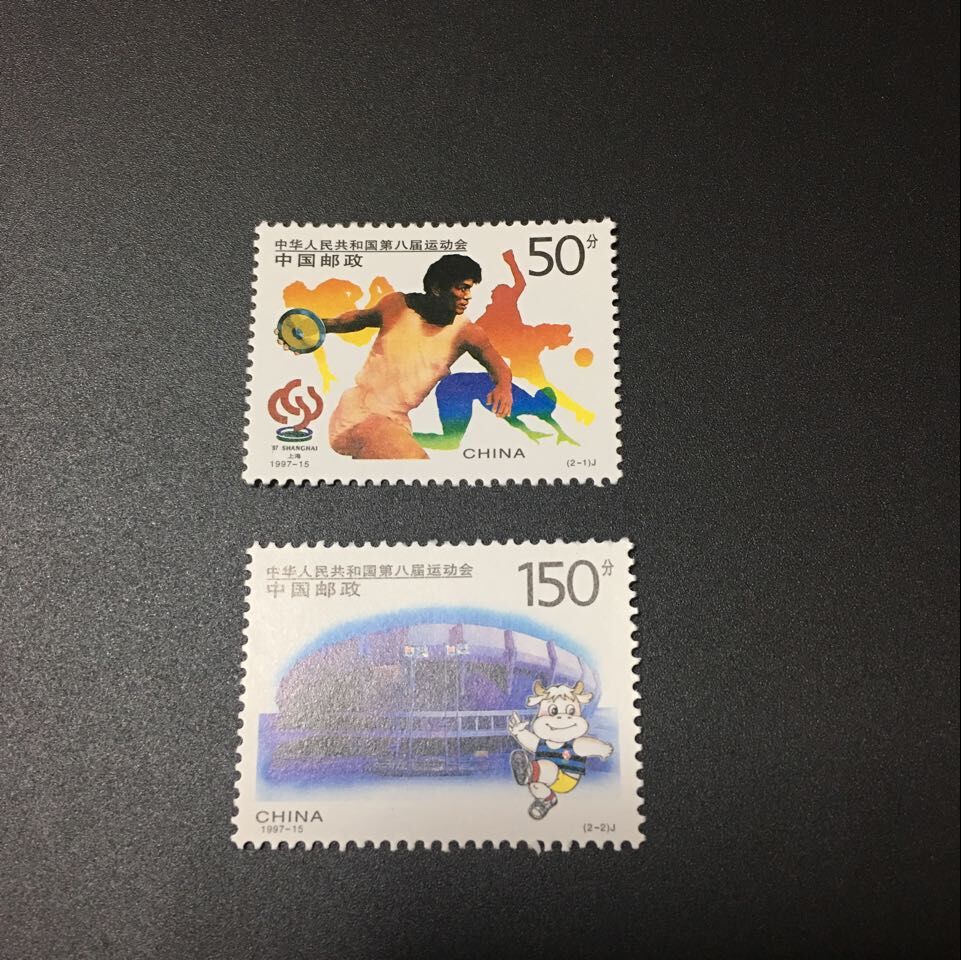 中华人民共和国第八届运动会
中国邮政
50分
'97 SHANGHAI
上海
1997-15
CHINA
(2-1)J
中华人民共和国第八届运动会
中国邮政
150分
CHINA
1997-15
(2-2)J